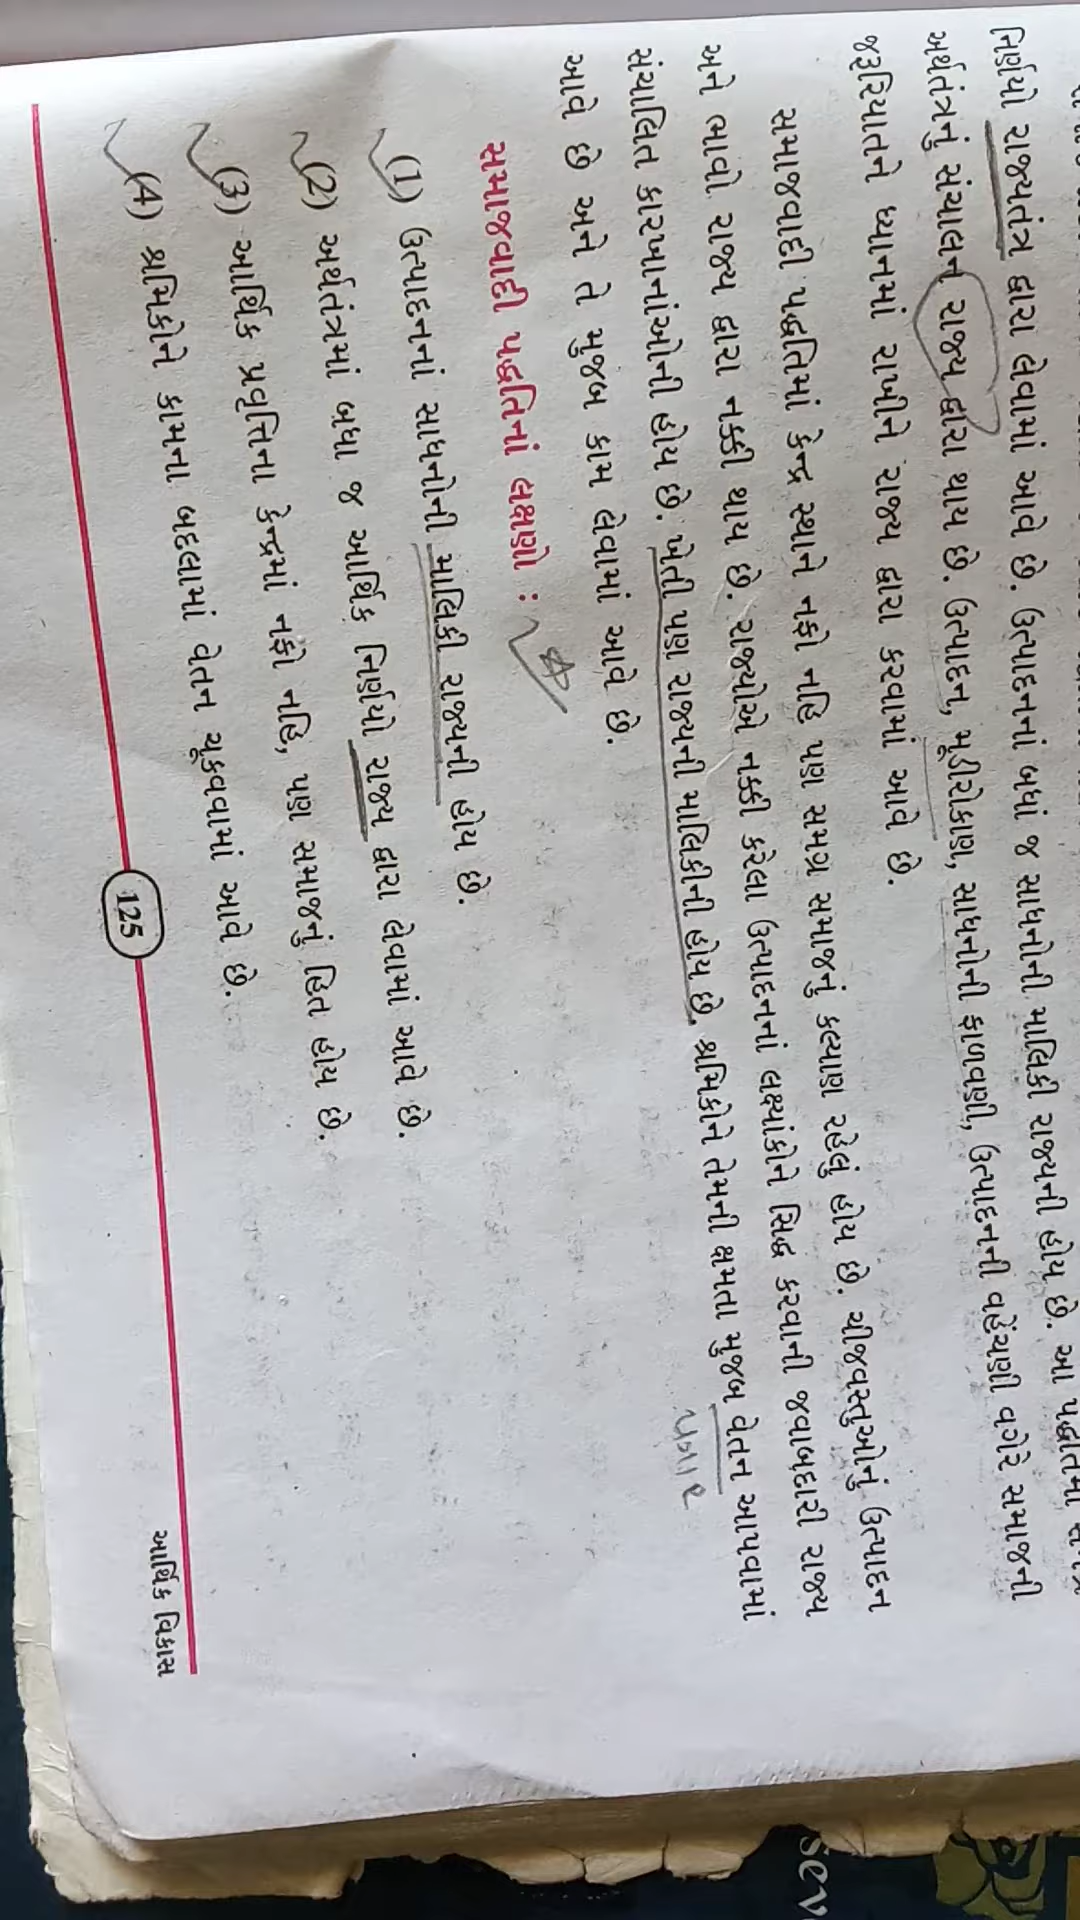 નિર્ણયો રાજ્યતંત્ર દ્વારા લેવામાં આવે છે. ઉત્પાદનનાં બધાં જ સાધનોની માલિકી રાજ્યની હોય છે. આ પદ્ધતિમાં
અર્થતંત્રનું સંચાલન રાજ્ય દ્વારા થાય છે. ઉત્પાદન, મૂડીરોકાણ, સાધનોની ફાળવણી, ઉત્પાદનની વહેંચણી વગેરે સમાજની
જરૂરિયાતને ધ્યાનમાં રાખીને રાજ્ય દ્વારા કરવામાં આવે છે.
સમાજવાદી પદ્ધતિમાં કેન્દ્ર સ્થાને નફો નહિ પણ સમગ્ર સમાજનું કલ્યાણ રહેલું હોય છે. ચીજવસ્તુઓનું ઉત્પાદન
અને ભાવો રાજ્ય દ્વારા નક્કી થાય છે. રાજ્યોએ નક્કી કરેલા ઉત્પાદનનાં લક્ષ્યાંકોને સિદ્ધ કરવાની જવાબદારી રાજ્ય
સંચાલિત કારખાનાંઓની હોય છે. ખેતી પણ રાજ્યની માલિકીની હોય છે. શ્રમિકોને તેમની ક્ષમતા મુજબ વેતન આપવામાં
પગાર
આવે છે અને તે મુજબ કામ લેવામાં આવે છે.
સમાજવાદી પદ્ધતિનાં લક્ષણો :
(1) ઉત્પાદનનાં સાધનોની માલિકી રાજ્યની હોય છે.
(2) અર્થતંત્રમાં બધા જ આર્થિક નિર્ણયો રાજ્ય દ્વારા લેવામાં આવે છે.
(3) આર્થિક પ્રવૃત્તિના કેન્દ્રમાં નફો નહિ, પણ સમાજનું હિત હોય છે.
(4) શ્રમિકોને કામના બદલામાં વેતન ચૂકવવામાં આવે છે.
125
આર્થિક વિકાસ